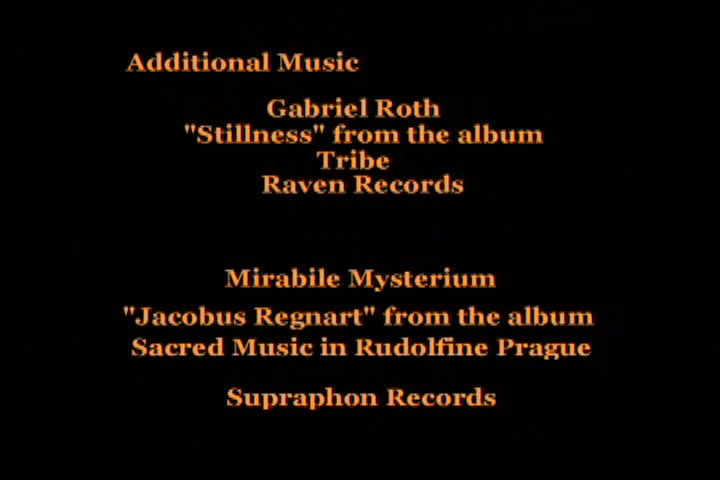 Additional Music
Gabriel Roth
"Stillness" from the album
Tribe
Raven Records
Mirabile Mysterium
"Jacobus Regnart" from the album
Sacred Music in Rudolfine Prague
Supraphon Records